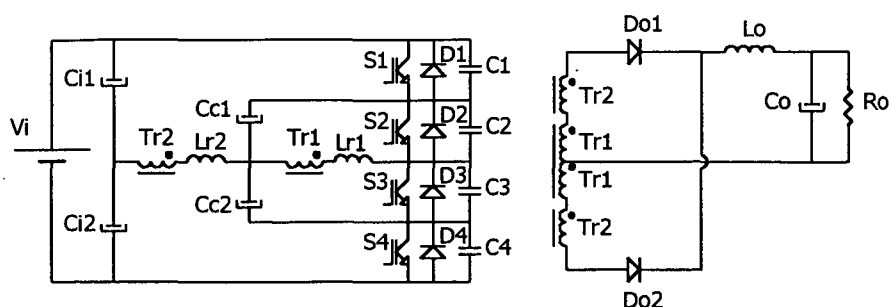 Do1
Lo
S1
D1
C1
Ci1
Tr2
Cc1
S2
D2
C2
Co
Ro
Vi
Tr2
Lr2
Tr1
Lr1
Tr1
Tr1
Cc2
S3
D3
C3
Ci2
Tr2
S4
D4
C4
Do2